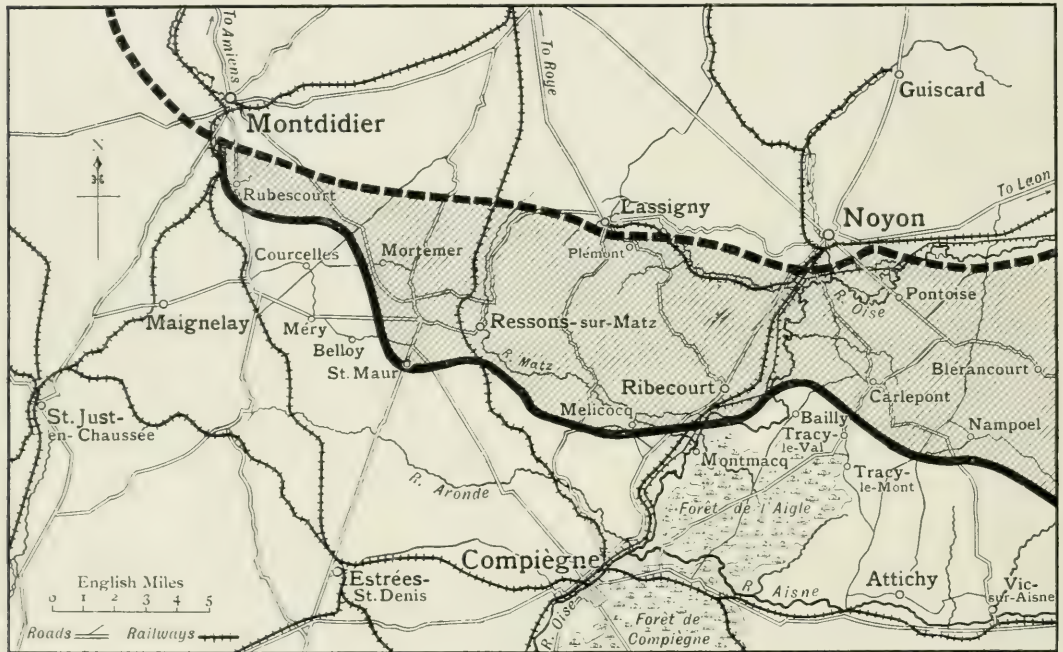 To Amiens
To Roye
Guiscard
Montdidier
N
To Laon
Rubescourt
Lassigny
Noyon
Plémont
Courcelles
Mortemer
Pontoise
R. Oise
Maignelay
Méry
Ressons-sur-Matz
Belloy
R. Matz
St. Maur
Blérancourt
Ribecourt
Carlepont
St. Just-
en-Chaussée
Melicocq
Bailly
Nampcel
Tracy-
le-Val
Montmacq
Tracy-
le-Mont
R. Aronde
Forêt de l'Aigle
Compiègne
English Miles
0 1 2 3 4 5
Estrées-
St. Denis
R. Aisne
Attichy
Vic-
sur-Aisne
Roads Railways
R. Oise
Forêt de
Compiègne